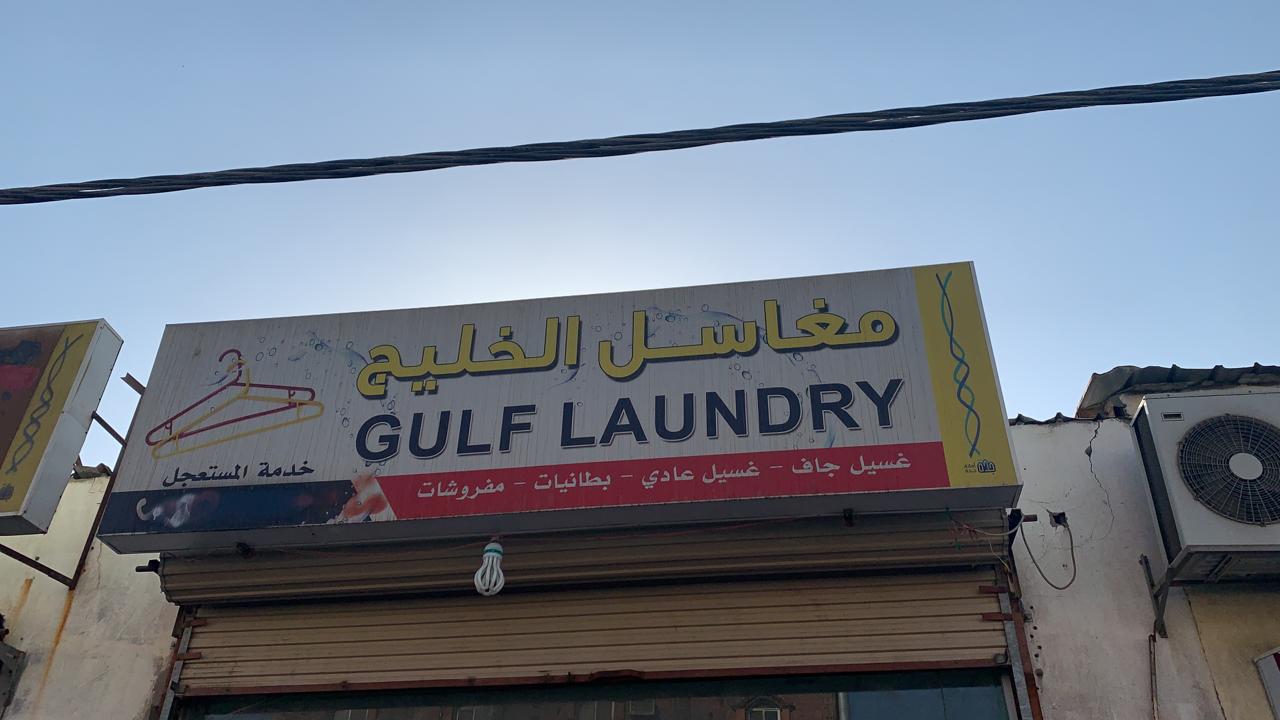 مغاسل الخليج
GULF LAUNDRY
غسيل جاف - غسيل عادي - بطانيات - مفروشات
خدمة المستعجل